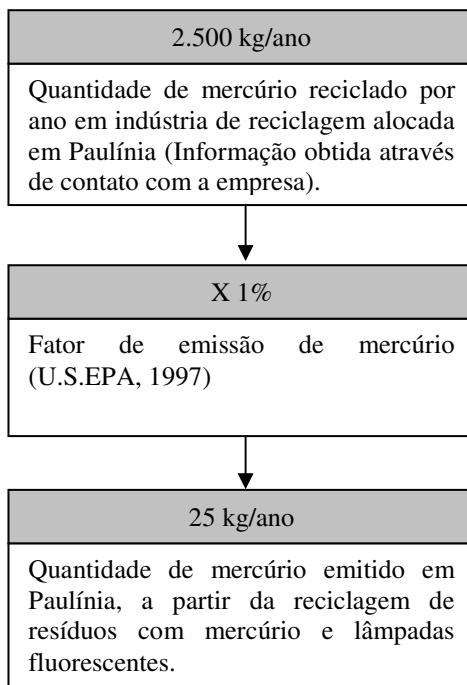 2.500 kg/ano
Quantidade de mercúrio reciclado por
ano em indústria de reciclagem alocada
em Paulínia (Informação obtida através
de contato com a empresa).
X 1%
Fator de emissão de mercúrio
(U.S.EPA, 1997)
25 kg/ano
Quantidade de mercúrio emitido em
Paulínia, a partir da reciclagem de
resíduos com mercúrio e lâmpadas
fluorescentes.